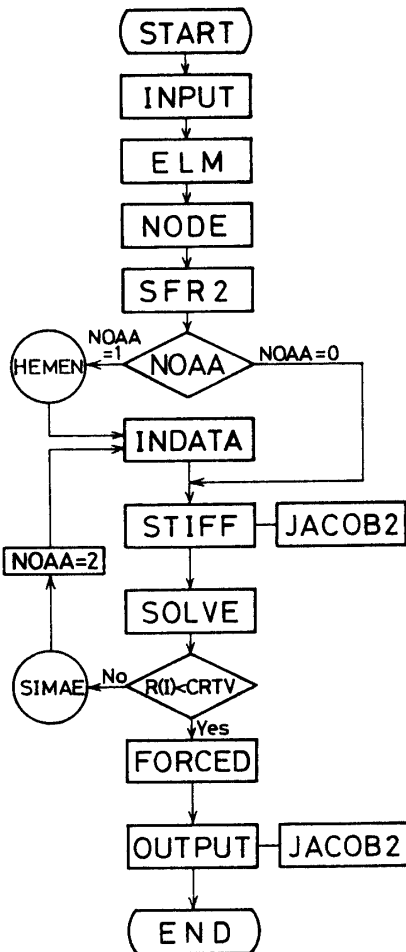 START
INPUT
ELM
NODE
SFR2
NOAA
=1
NOAA=0
HEMEN
NOAA
INDATA
STIFF
JACOB2
NOAA=2
SOLVE
SIMAE
No
R(I)<CRTV
Yes
FORCED
OUTPUT
JACOB2
END